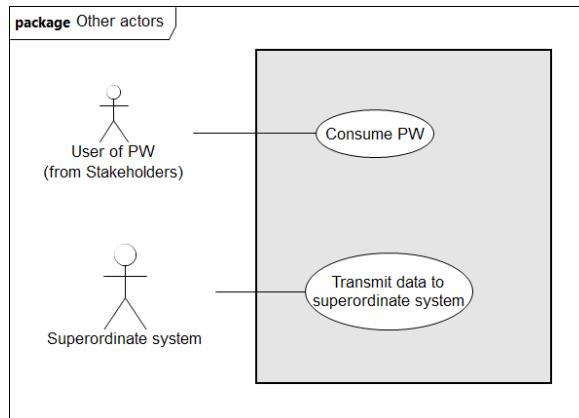 package Other actors
Consume PW
User of PW
(from Stakeholders)
Transmit data to
superordinate system
Superordinate system